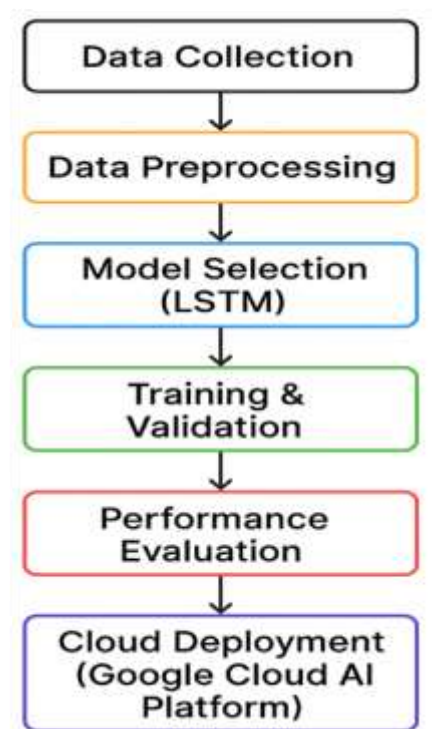 Data Collection
Data Preprocessing
Model Selection
(LSTM)
Training &
Validation
Performance
Evaluation
Cloud Deployment
(Google Cloud AI
Platform)